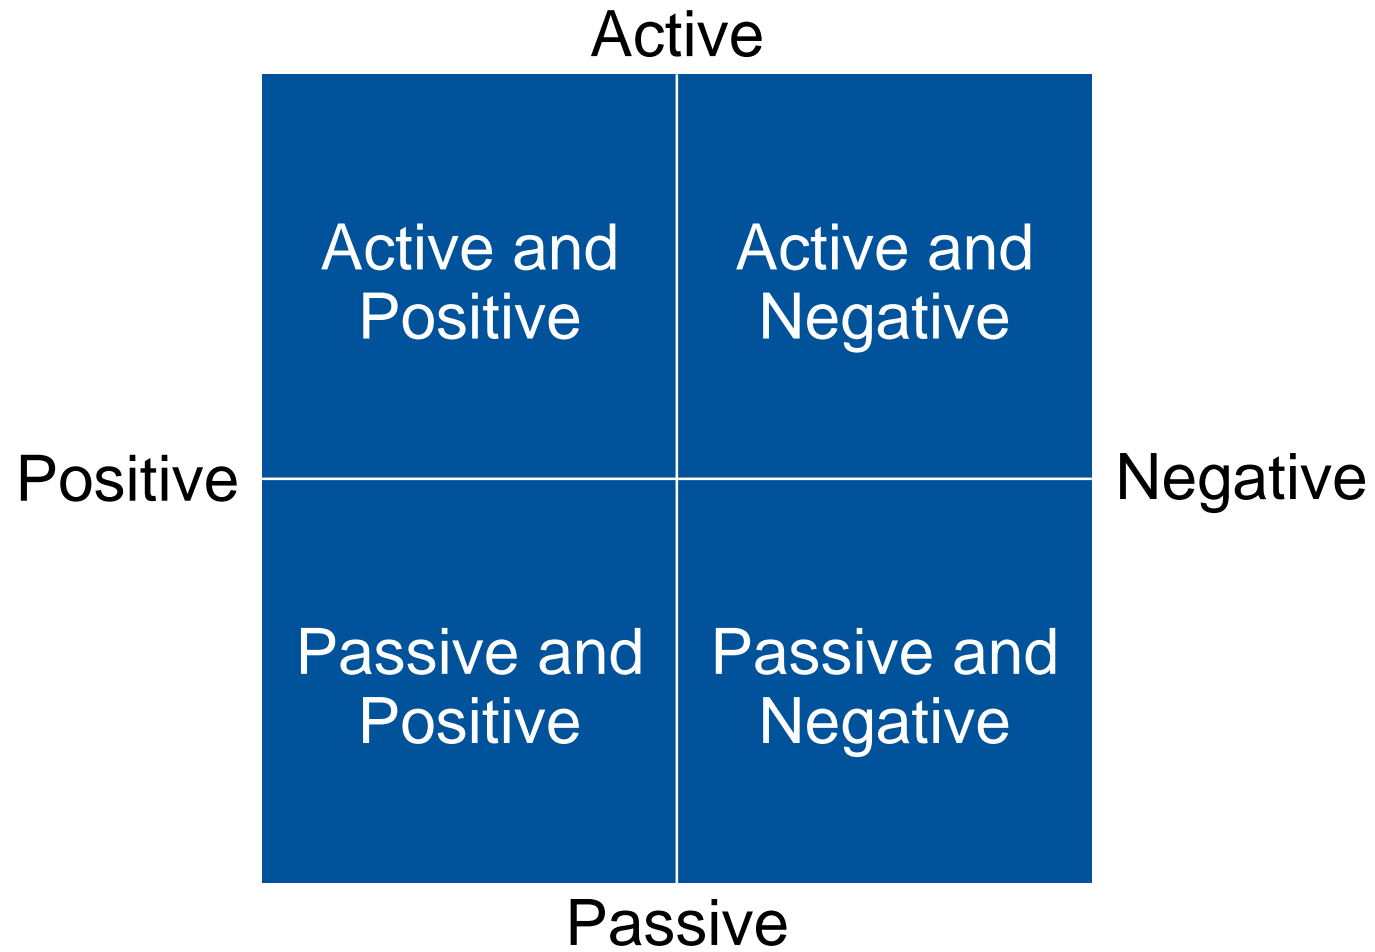 Active
Active and
Positive
Active and
Negative
Positive
Negative
Passive and
Positive
Passive and
Negative
Passive